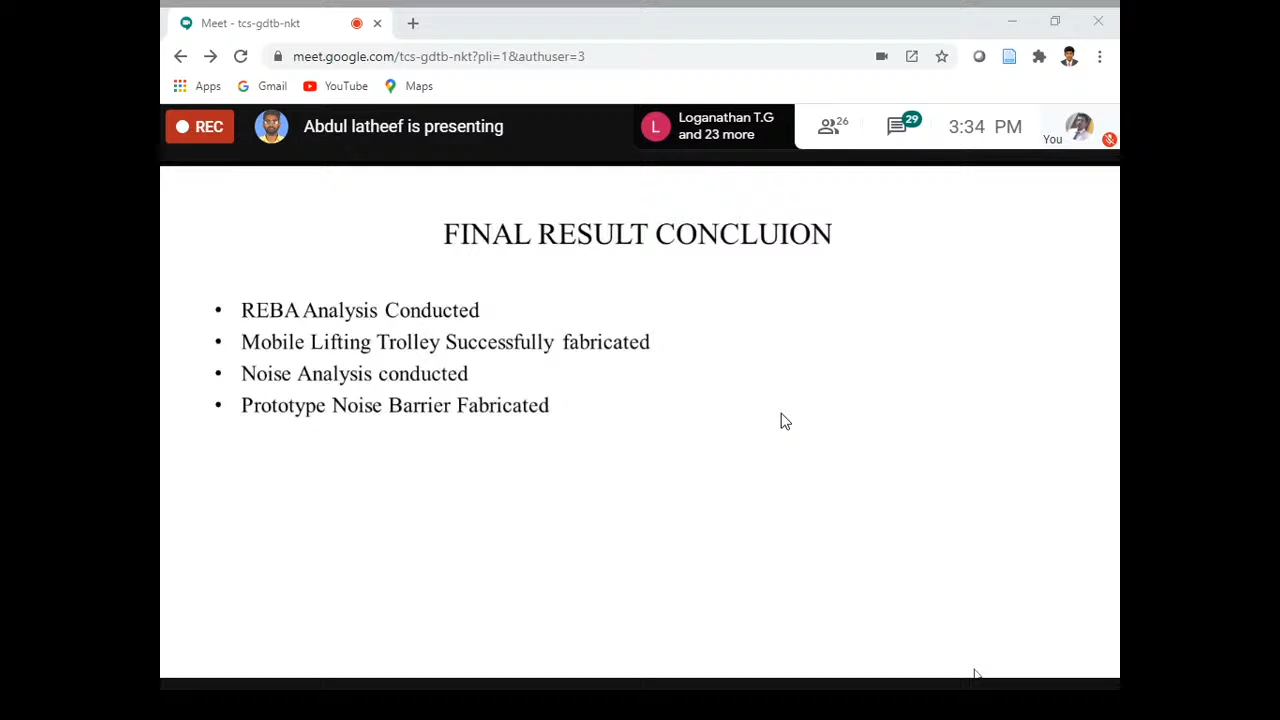 Meet - tcs-gdtb-nkt
meet.google.com/tcs-gdtb-nkt?pli=1&authuser=3
Apps Gmail YouTube Maps
REC Abdul latheef is presenting L Loganathan T.G and 23 more 26 29 3:34 PM You
FINAL RESULT CONCLUION
• REBA Analysis Conducted
• Mobile Lifting Trolley Successfully fabricated
• Noise Analysis conducted
• Prototype Noise Barrier Fabricated